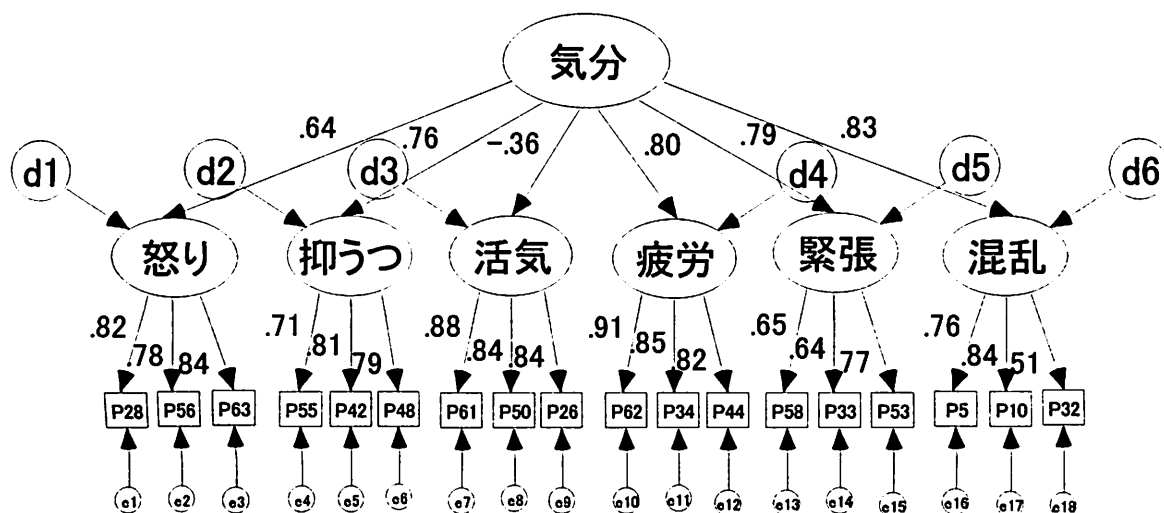 気分
.64 .76 -.36 .80 .79 .83
d1 d2 d3 d4 d5 d6
怒り 抑うつ 活気 疲労 緊張 混乱
.82 .78 .84 .71 .81 .79 .88 .84 .84 .91 .85 .82 .65 .64 .77 .76 .84 .51
P28 P56 P63 P55 P42 P48 P61 P50 P26 P62 P34 P44 P58 P33 P53 P5 P10 P32
e1 e2 e3 e4 e5 e6 e7 e8 e9 e10 e11 e12 e13 e14 e15 e16 e17 e18